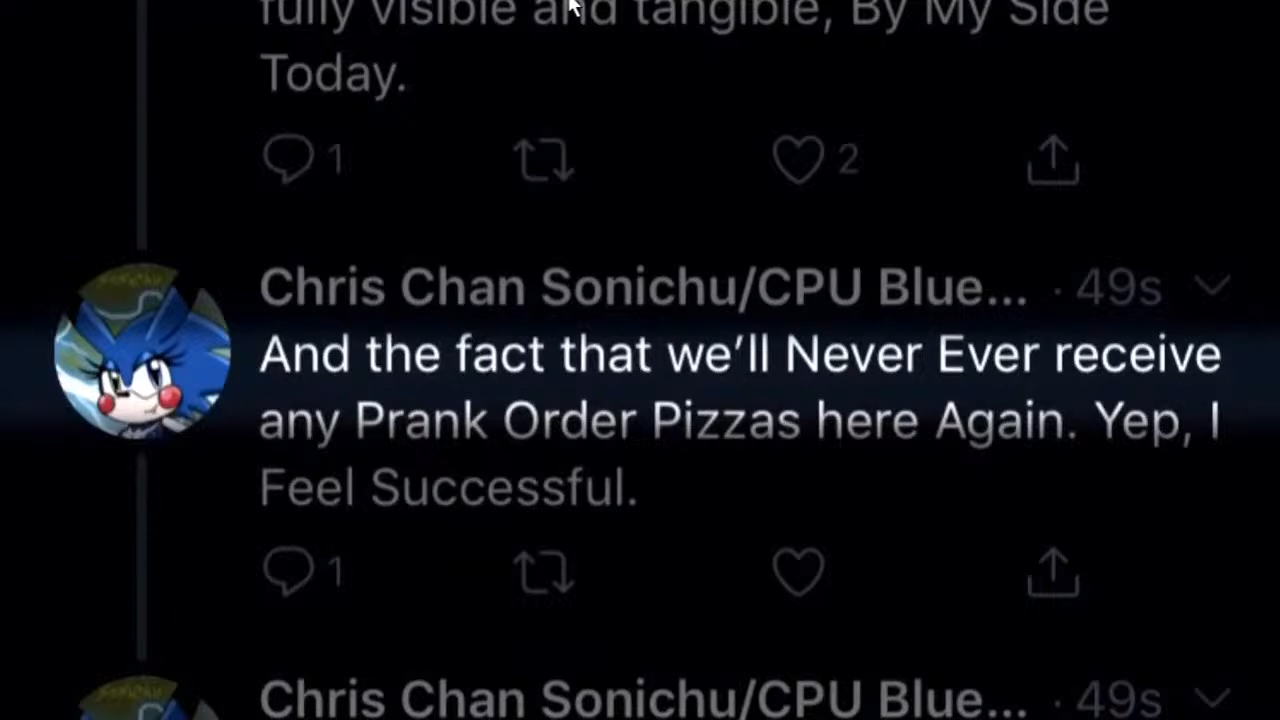 fully visible and tangible, By My Side
Today.
1
2
Chris Chan Sonichu/CPU Blue... · 49s
And the fact that we’ll Never Ever receive
any Prank Order Pizzas here Again. Yep, I
Feel Successful.
1
Chris Chan Sonichu/CPU Blue... · 49s